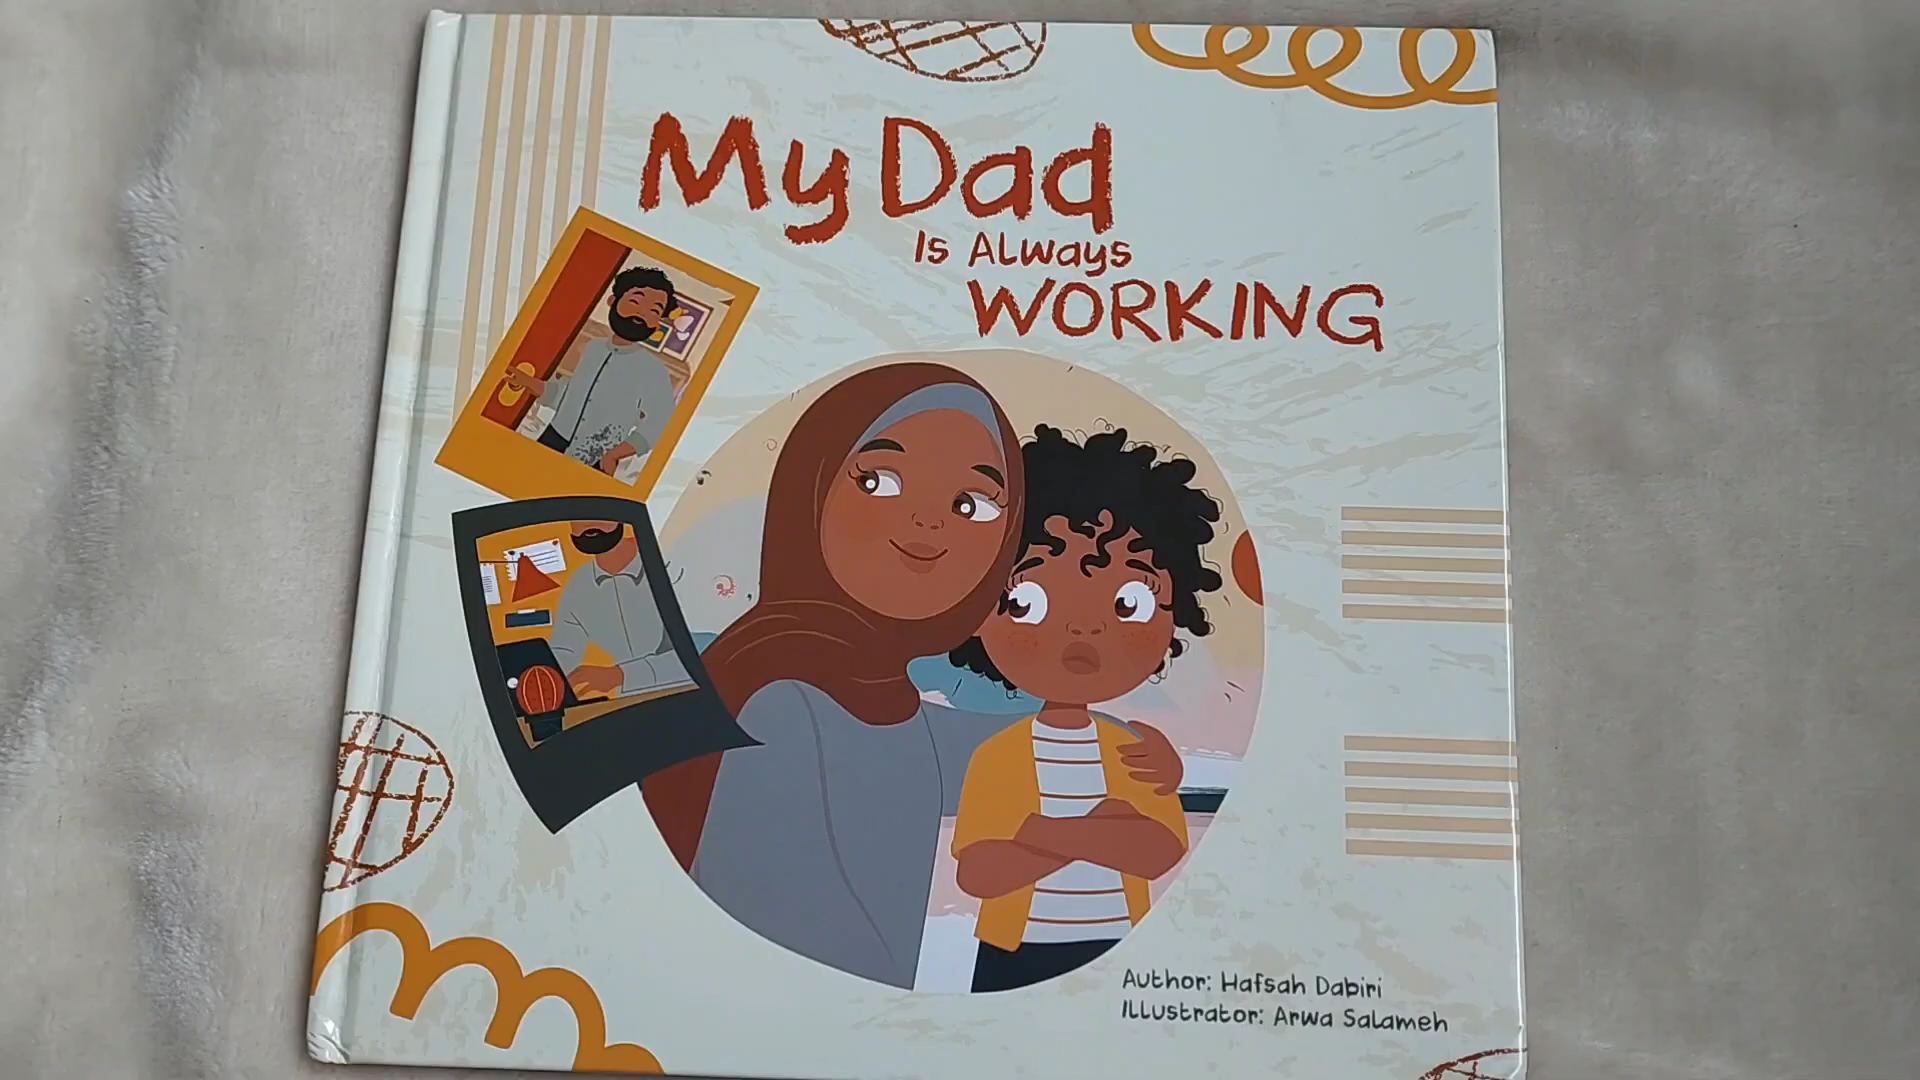 My Dad
Is Always
WORKING
Author: Hafsah Dabiri
Illustrator: Arwa Salameh